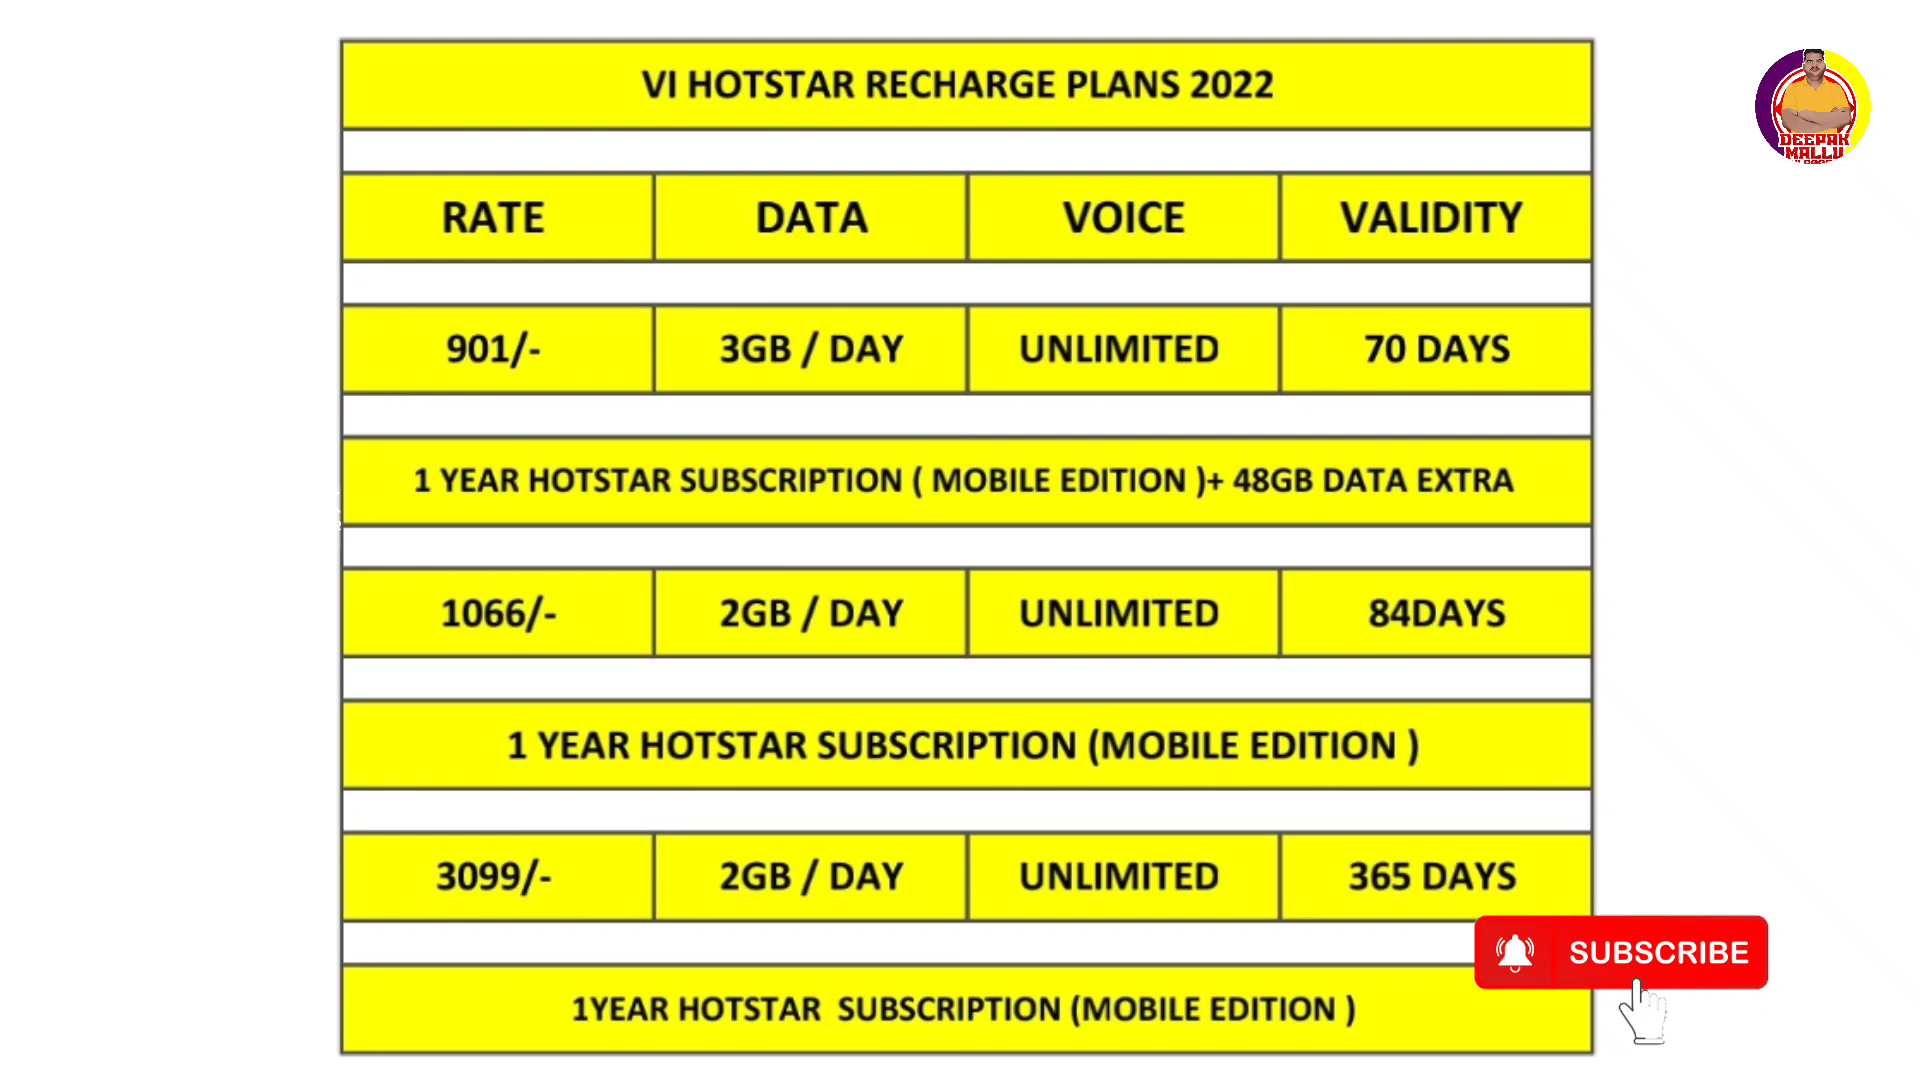 VI HOTSTAR RECHARGE PLANS 2022
DEEPAK
MALLU
RATE DATA VOICE VALIDITY
901/- 3GB / DAY UNLIMITED 70 DAYS
1 YEAR HOTSTAR SUBSCRIPTION ( MOBILE EDITION )+ 48GB DATA EXTRA
1066/- 2GB / DAY UNLIMITED 84DAYS
1 YEAR HOTSTAR SUBSCRIPTION (MOBILE EDITION )
3099/- 2GB / DAY UNLIMITED 365 DAYS
SUBSCRIBE
1YEAR HOTSTAR  SUBSCRIPTION (MOBILE EDITION )